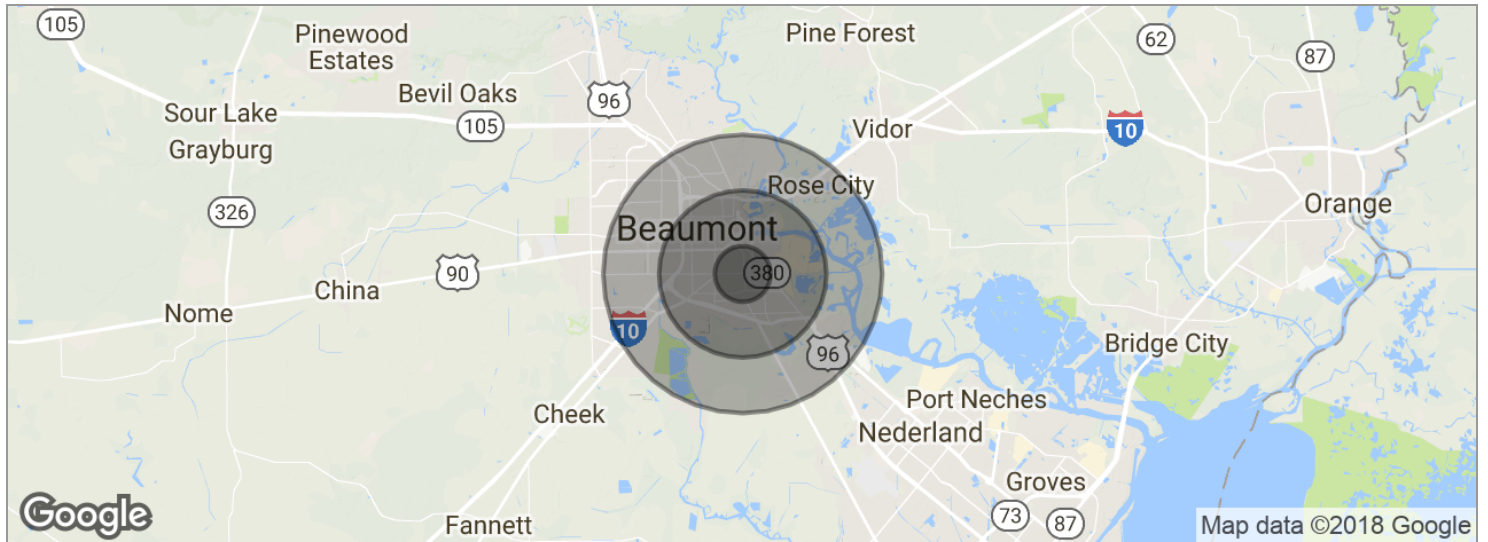 105
Pinewood
Estates
Pine Forest
62
87
Bevil Oaks
96
Sour Lake
105
Vidor
10
Grayburg
Rose City
326
Orange
Beaumont
90
380
China
Nome
10
96
Bridge City
Port Neches
Cheek
Nederland
Groves
Google
Fannett
73
87
Map data ©2018 Google